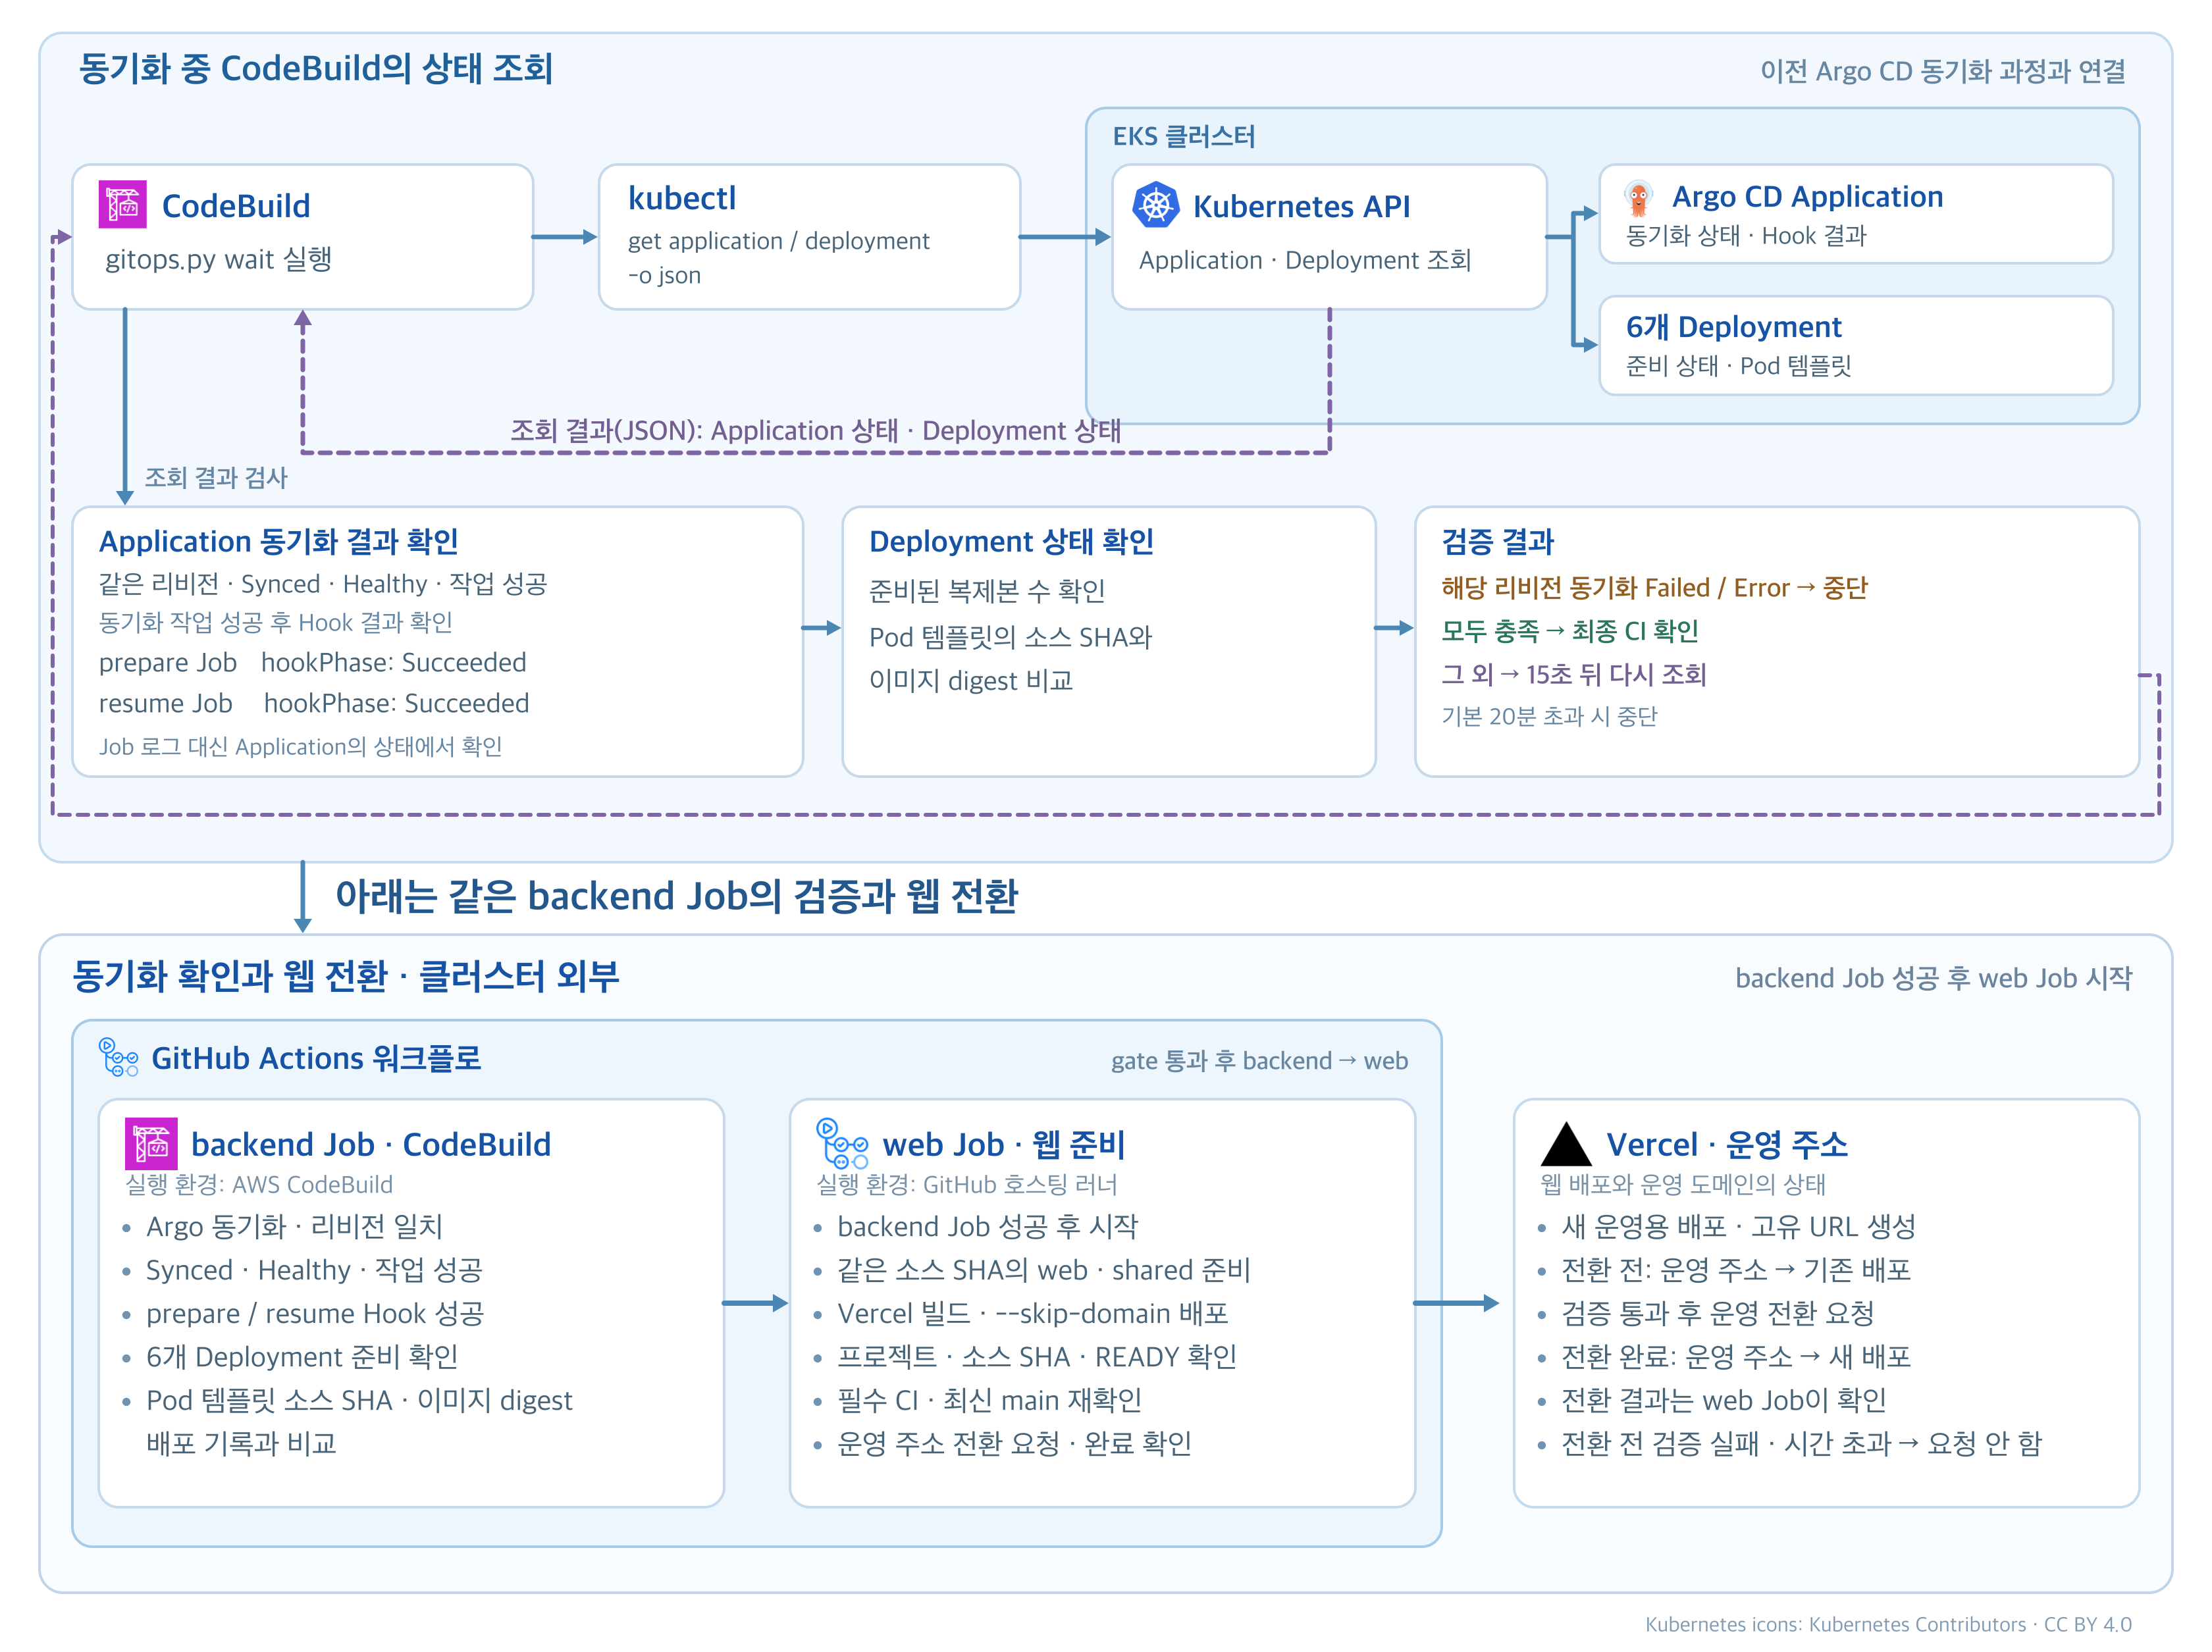 동기화 중 CodeBuild의 상태 조회
이전 Argo CD 동기화 과정과 연결
EKS 클러스터
CodeBuild
gitops.py wait 실행
kubectl
get application / deployment
-o json
Kubernetes API
Application · Deployment 조회
Argo CD Application
동기화 상태 · Hook 결과
6개 Deployment
준비 상태 · Pod 템플릿
조회 결과(JSON): Application 상태 · Deployment 상태
조회 결과 검사
Application 동기화 결과 확인
같은 리비전 · Synced · Healthy · 작업 성공
동기화 작업 성공 후 Hook 결과 확인
prepare Job hookPhase: Succeeded
resume Job hookPhase: Succeeded
Job 로그 대신 Application의 상태에서 확인
Deployment 상태 확인
준비된 복제본 수 확인
Pod 템플릿의 소스 SHA와
이미지 digest 비교
검증 결과
해당 리비전 동기화 Failed / Error → 중단
모두 충족 → 최종 CI 확인
그 외 → 15초 뒤 다시 조회
기본 20분 초과 시 중단
아래는 같은 backend Job의 검증과 웹 전환
동기화 확인과 웹 전환 · 클러스터 외부
backend Job 성공 후 web Job 시작
GitHub Actions 워크플로
gate 통과 후 backend → web
backend Job · CodeBuild
실행 환경: AWS CodeBuild
• Argo 동기화 · 리비전 일치
• Synced · Healthy · 작업 성공
• prepare / resume Hook 성공
• 6개 Deployment 준비 확인
• Pod 템플릿 소스 SHA · 이미지 digest
배포 기록과 비교
web Job · 웹 준비
실행 환경: GitHub 호스팅 러너
• backend Job 성공 후 시작
• 같은 소스 SHA의 web · shared 준비
• Vercel 빌드 · --skip-domain 배포
• 프로젝트 · 소스 SHA · READY 확인
• 필수 CI · 최신 main 재확인
• 운영 주소 전환 요청 · 완료 확인
Vercel · 운영 주소
웹 배포와 운영 도메인의 상태
• 새 운영용 배포 · 고유 URL 생성
• 전환 전: 운영 주소 → 기존 배포
• 검증 통과 후 운영 전환 요청
• 전환 완료: 운영 주소 → 새 배포
• 전환 결과는 web Job이 확인
• 전환 전 검증 실패 · 시간 초과 → 요청 안 함
Kubernetes icons: Kubernetes Contributors · CC BY 4.0